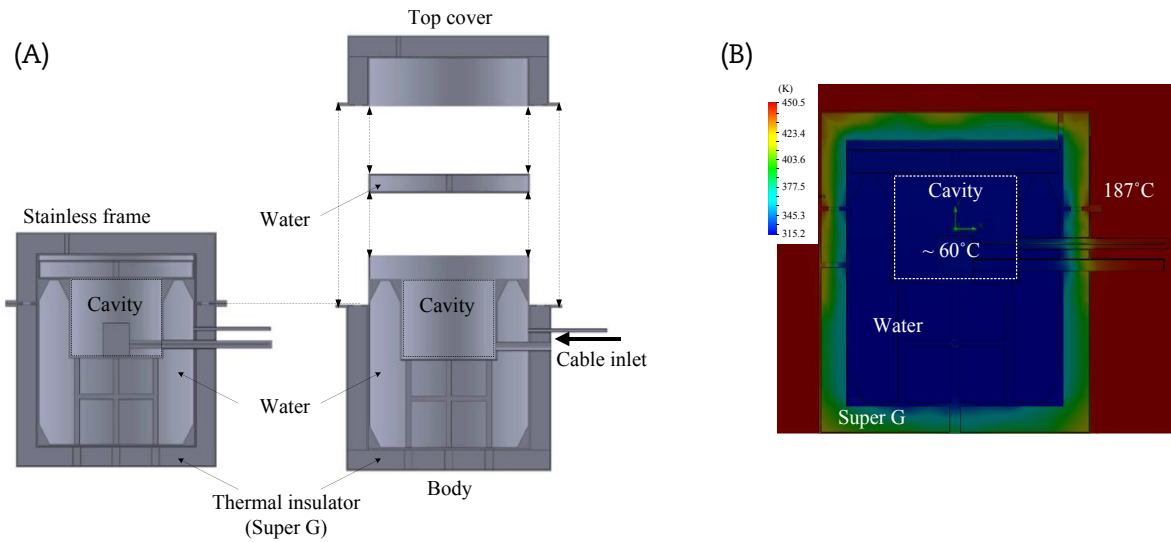 (A)
Top cover
Water
Stainless frame
Cavity
Cavity
Cable inlet
Water
Thermal insulator
(Super G)
Body
(B)
(K)
450.5
423.4
403.6
377.5
345.3
315.2
Cavity
187˚C
~ 60˚C
Water
Super G